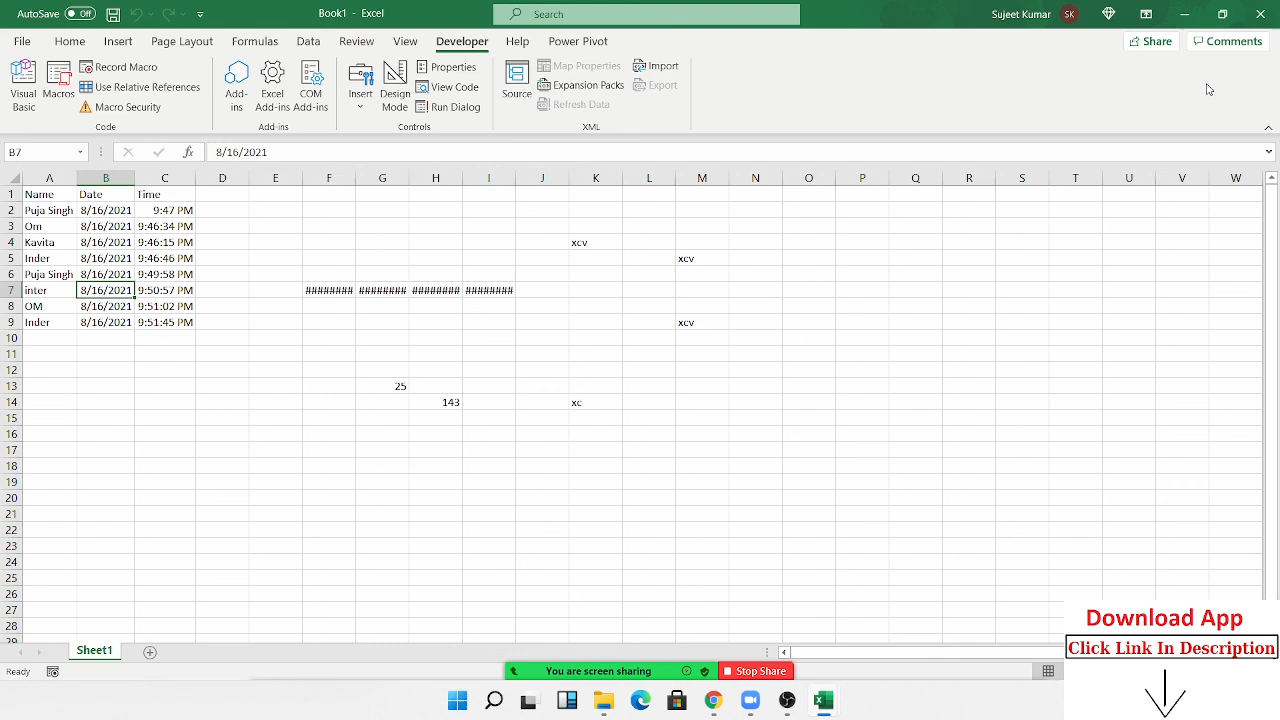 AutoSave Off Book1 - Excel Search Sujeet Kumar SK
File Home Insert Page Layout Formulas Data Review View Developer Help Power Pivot Share Comments
Visual Basic
Macros
Record Macro
Use Relative References
Macro Security
Code
Add-ins
Excel Add-ins
COM Add-ins
Add-ins
Insert
Design Mode
Properties
View Code
Run Dialog
Controls
Source
Map Properties
Expansion Packs
Refresh Data
Import
Export
XML
B7 fx 8/16/2021
A B C D E F G H I J K L M N O P Q R S T U V W
1 Name Date Time
2 Puja Singh 8/16/2021 9:47 PM
3 Om 8/16/2021 9:46:34 PM
4 Kavita 8/16/2021 9:46:15 PM xcv
5 Inder 8/16/2021 9:46:46 PM xcv
6 Puja Singh 8/16/2021 9:49:58 PM
7 inter 8/16/2021 9:50:57 PM ######## ######## ######## ########
8 OM 8/16/2021 9:51:02 PM
9 Inder 8/16/2021 9:51:45 PM xcv
10
11
12
13 25
14 143 xc
15
16
17
18
19
20
21
22
23
24
25
26
27
28
29
Sheet1
Ready
You are screen sharing Stop Share
Download App
Click Link In Description